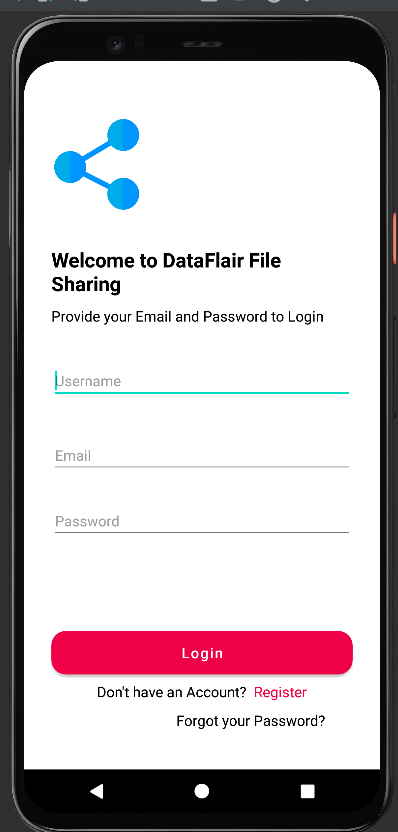 Welcome to DataFlair File
Sharing
Provide your Email and Password to Login
Username
Email
Password
Login
Don't have an Account? Register
Forgot your Password?